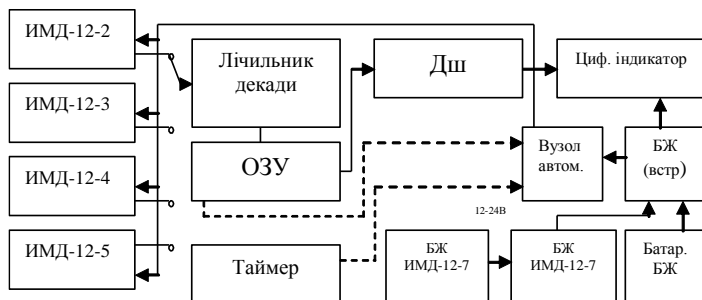 ИМД-12-2
ИМД-12-3
ИМД-12-4
ИМД-12-5
Лічильник
декади
ОЗУ
Таймер
Дш
Циф. індикатор
Вузол
автом.
БЖ
(встр)
12-24В
БЖ
ИМД-12-7
БЖ
ИМД-12-7
Батар.
БЖ